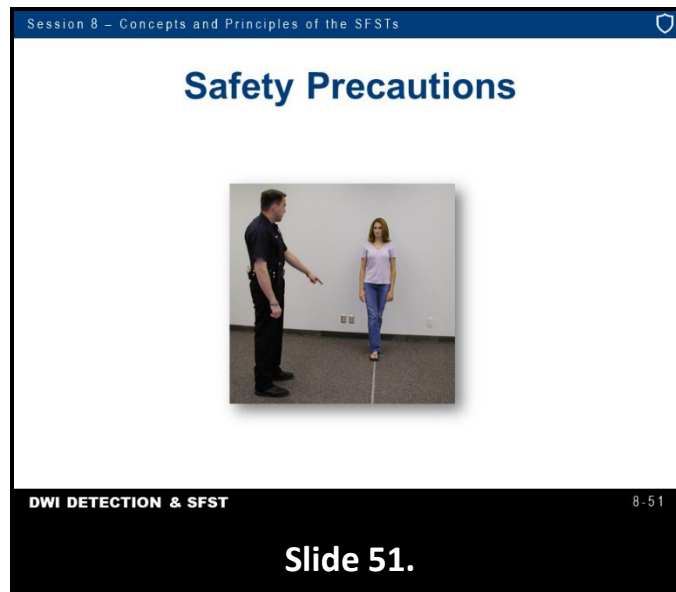 Session 8 – Concepts and Principles of the SFSTs
Safety Precautions
DWI DETECTION & SFST
8-51
Slide 51.